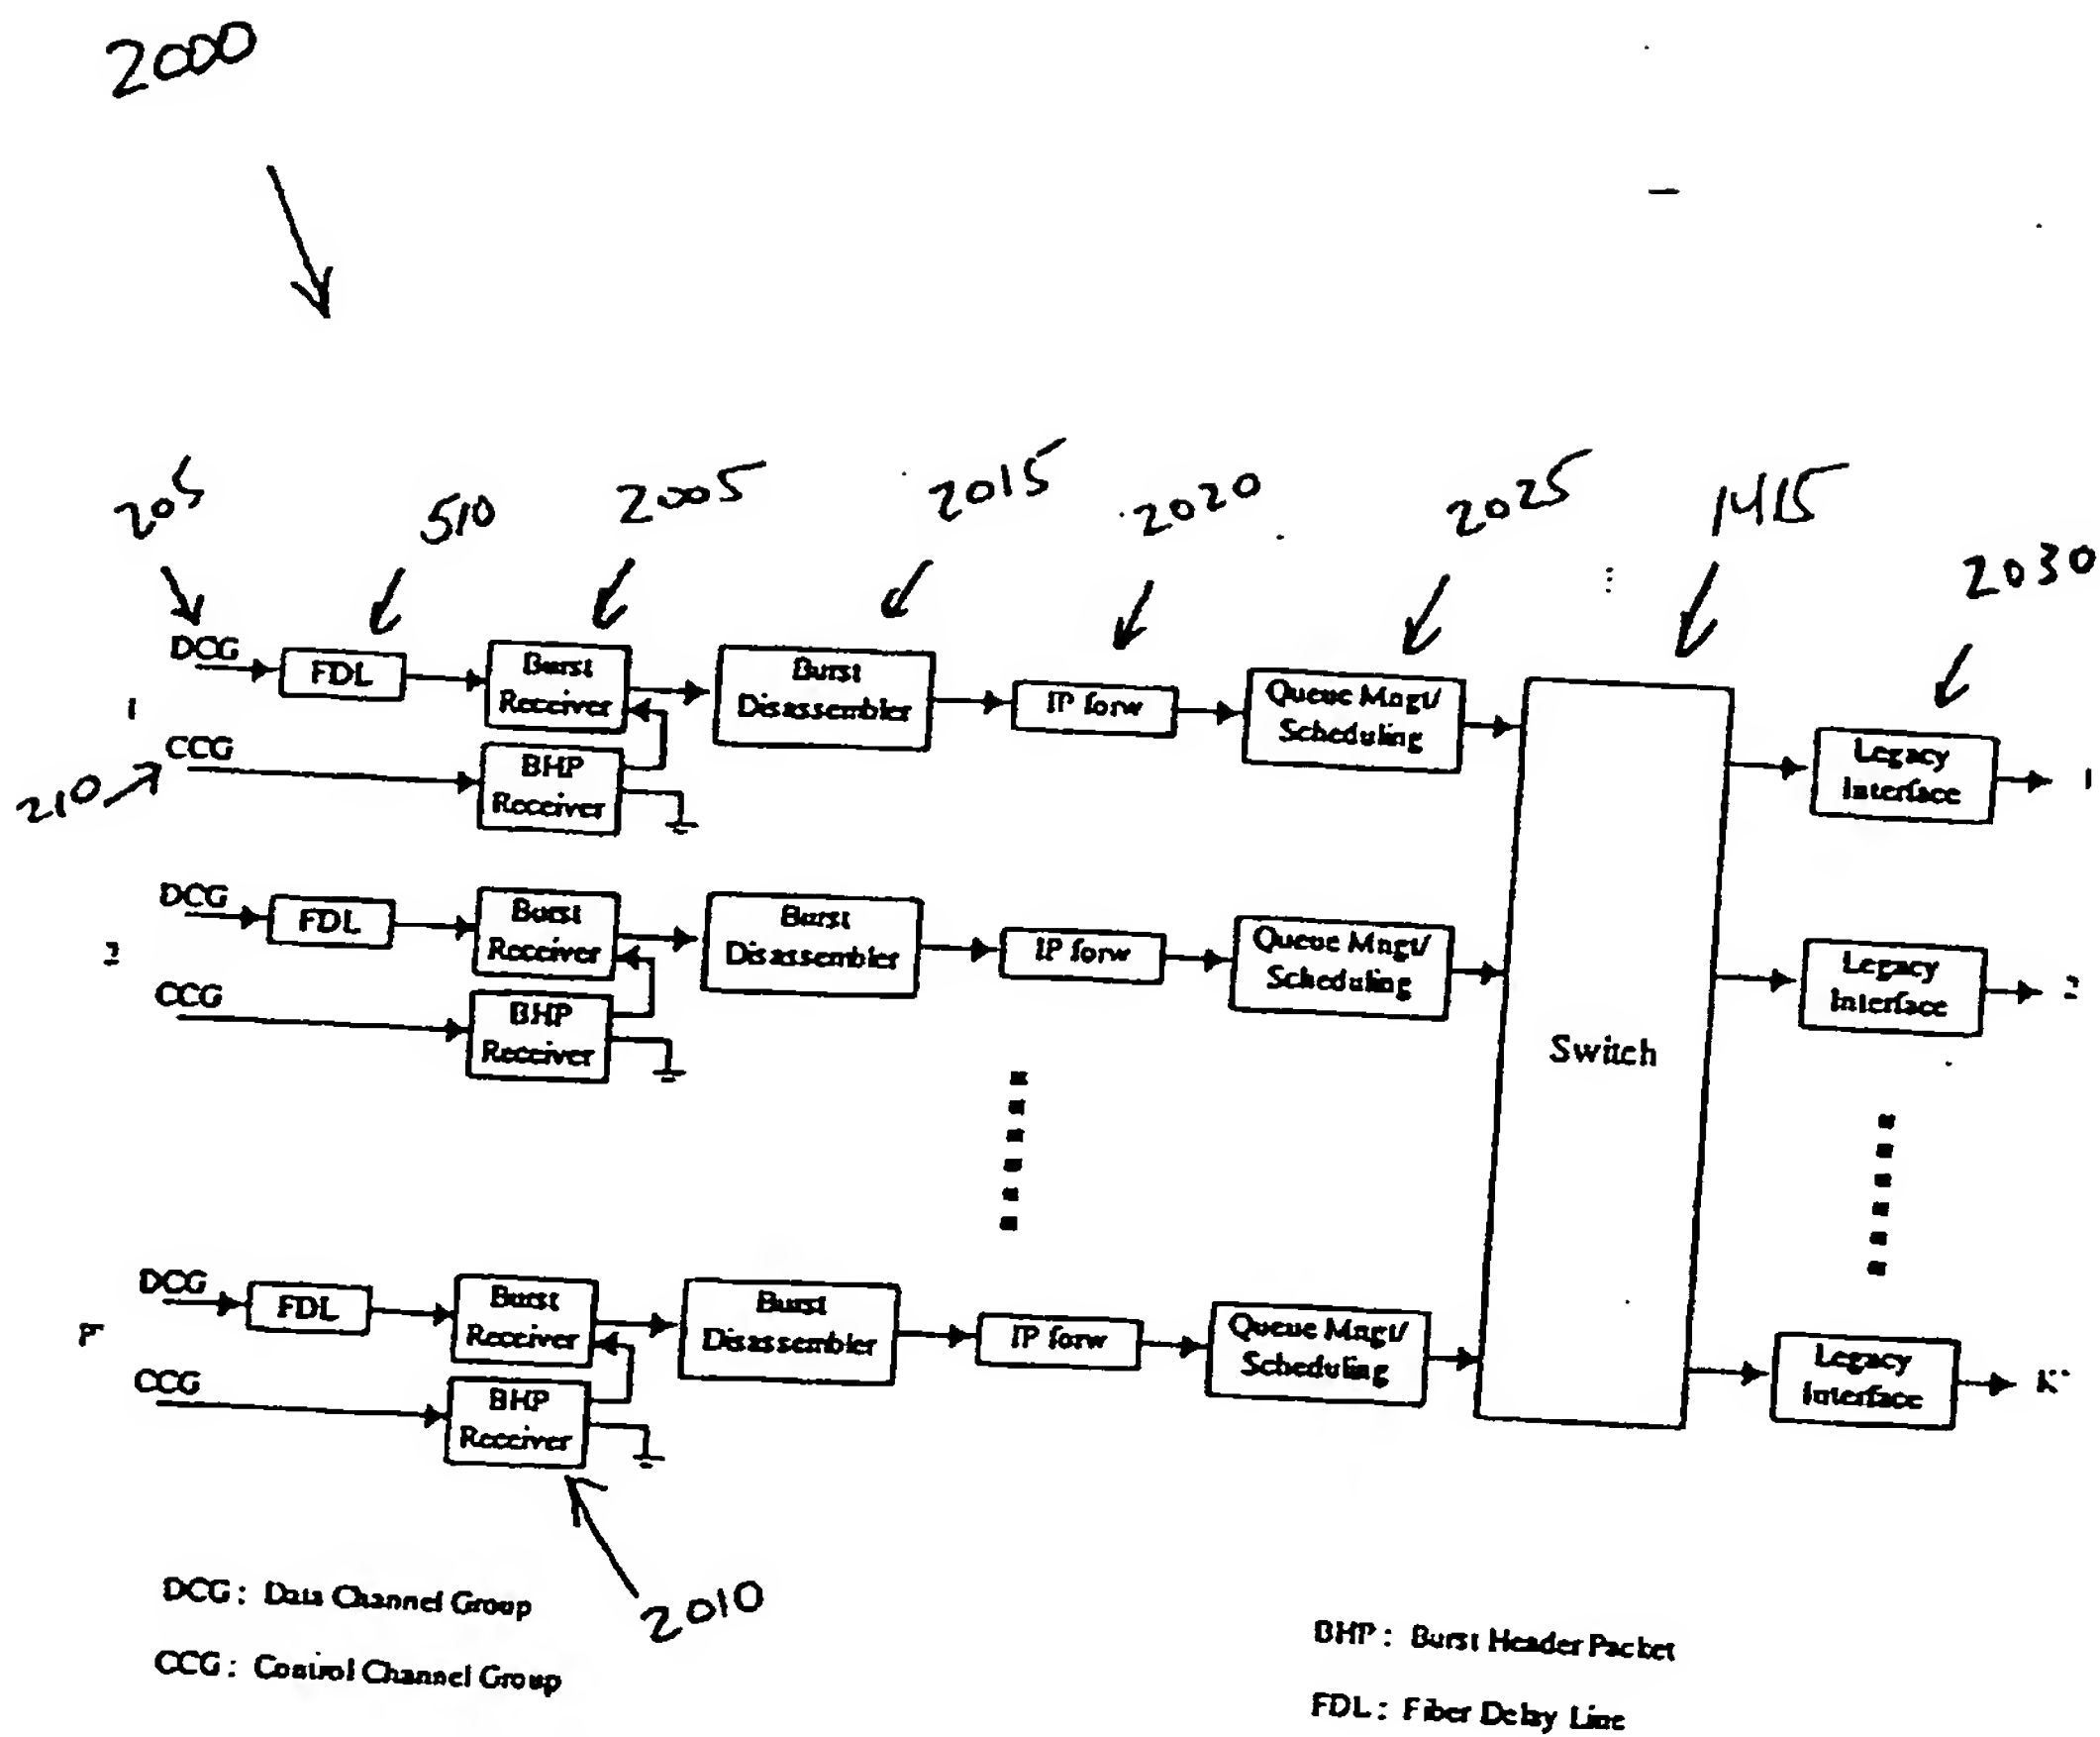 2000
205
510
2005
2015
2020
2025
1415
2030
DCG
FDL
Burst
Receiver
Burst
Disassembler
IP forw
Queue Mngt/
Scheduling
1
CCG
BHP
Receiver
210
Legacy
Interface
1
DCG
FDL
Burst
Receiver
Burst
Disassembler
IP forw
Queue Mngt/
Scheduling
2
CCG
BHP
Receiver
Legacy
Interface
2
Switch
DCG
FDL
Burst
Receiver
Burst
Disassembler
IP forw
Queue Mngt/
Scheduling
CCG
BHP
Receiver
Legacy
Interface
2010
DCG: Data Channel Group
CCG: Control Channel Group
BHP: Burst Header Packet
FDL: Fiber Delay Line